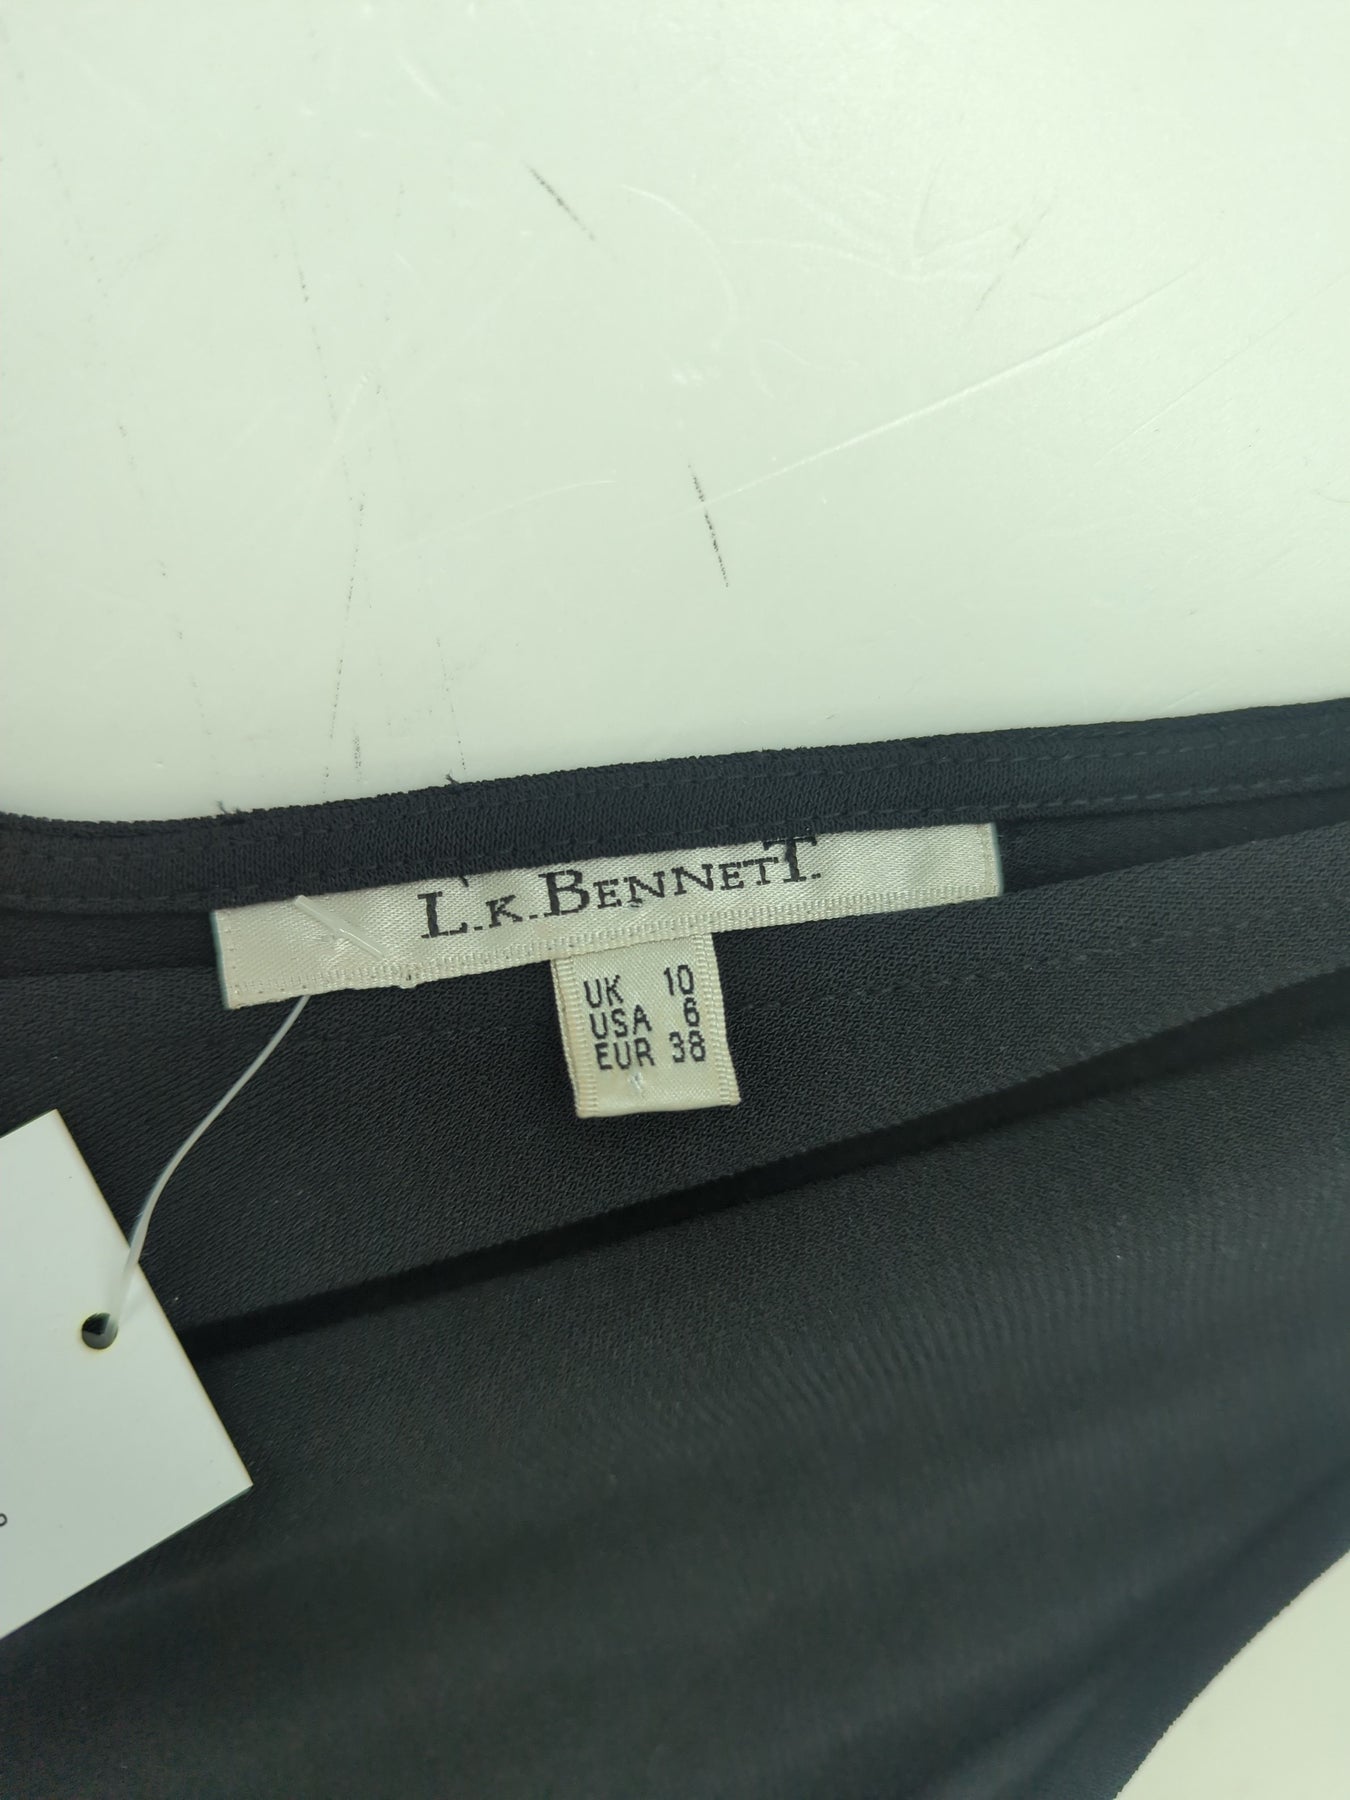 L.K. BENNETT.
UK 10
USA 6
EUR 38